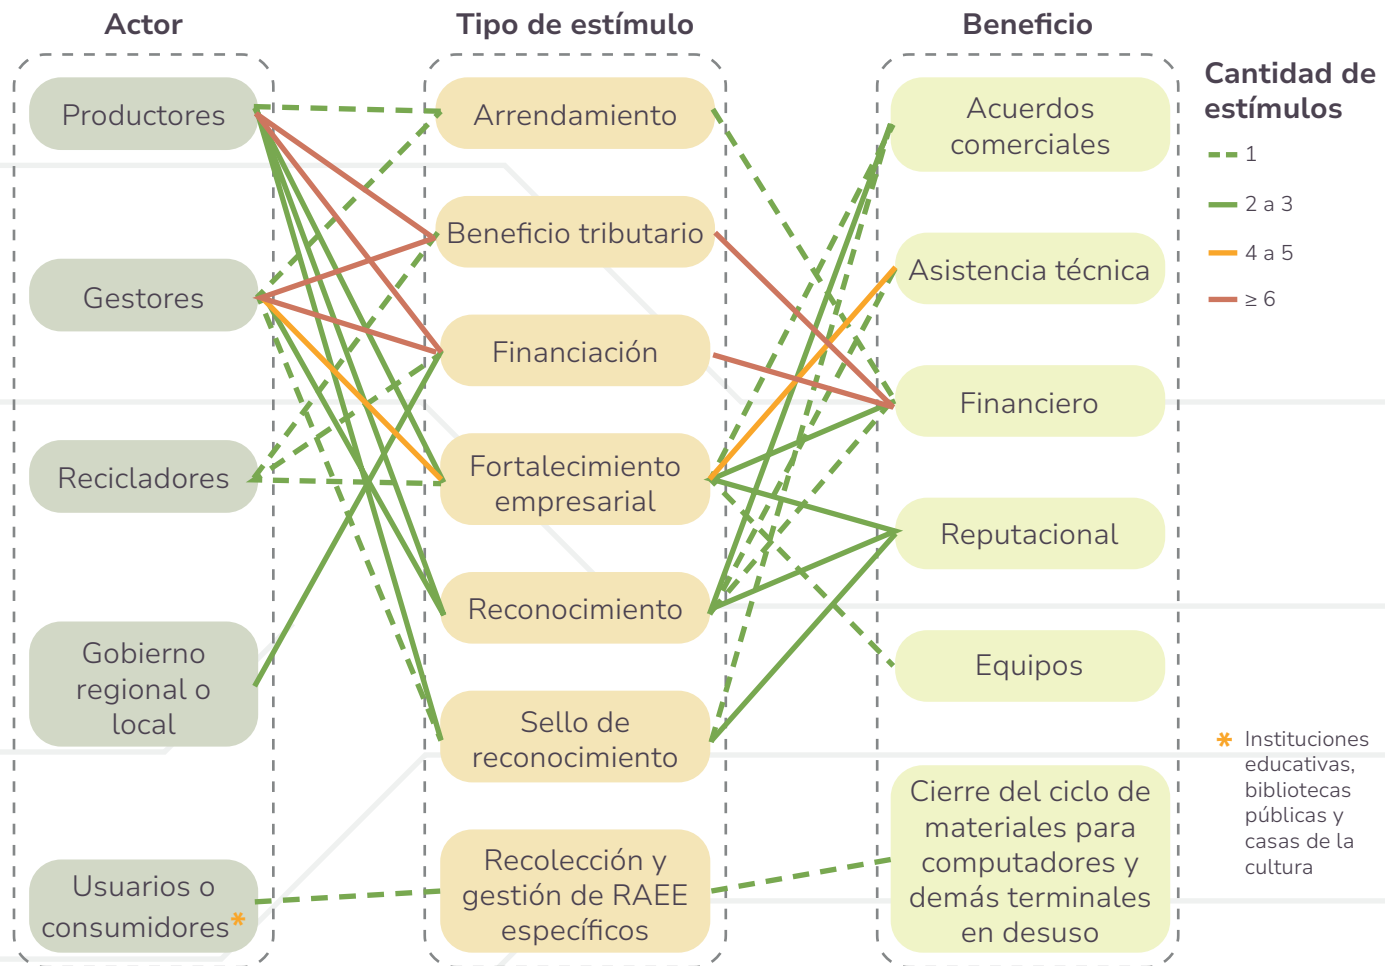 Actor
Productores
Gestores
Recicladores
Gobierno
regional o
local
Usuarios o
consumidores*
Tipo de estímulo
Arrendamiento
Beneficio tributario
Financiación
Fortalecimiento
empresarial
Reconocimiento
Sello de
reconocimiento
Recolección y
gestión de RAEE
específicos
Beneficio
Acuerdos
comerciales
Asistencia técnica
Financiero
Reputacional
Equipos
Cierre del ciclo de
materiales para
computadores y
demás terminales
en desuso
Cantidad de
estímulos
1
2 a 3
4 a 5
≥ 6
* Instituciones
educativas,
bibliotecas
públicas y
casas de la
cultura